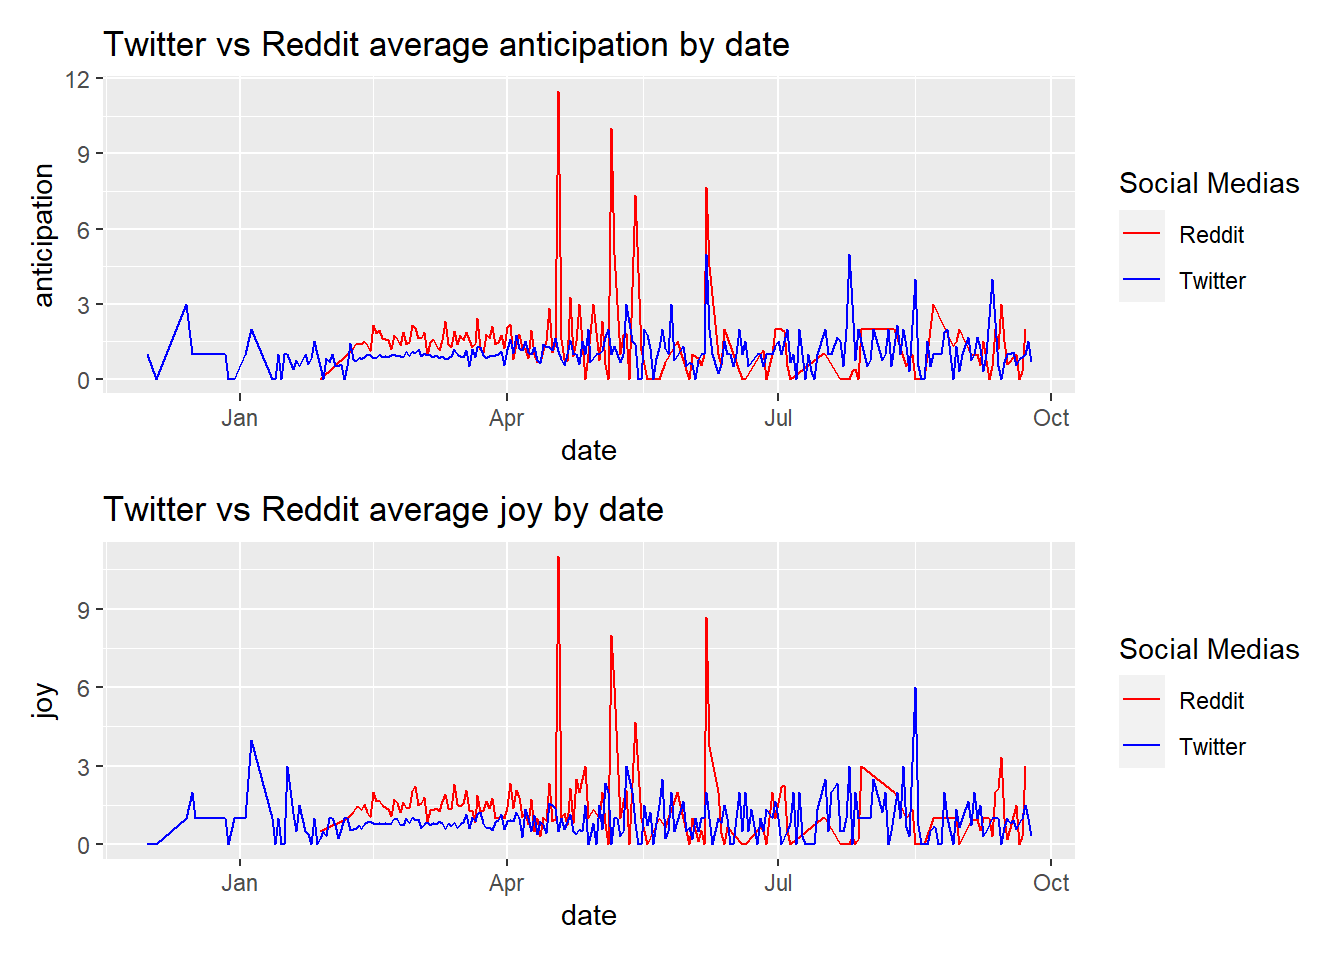 Twitter vs Reddit average anticipation by date
12
9
6
3
0
anticipation
Jan
Apr
Jul
Oct
date
Social Medias
Reddit
Twitter
Twitter vs Reddit average joy by date
9
6
3
0
joy
Jan
Apr
Jul
Oct
date
Social Medias
Reddit
Twitter